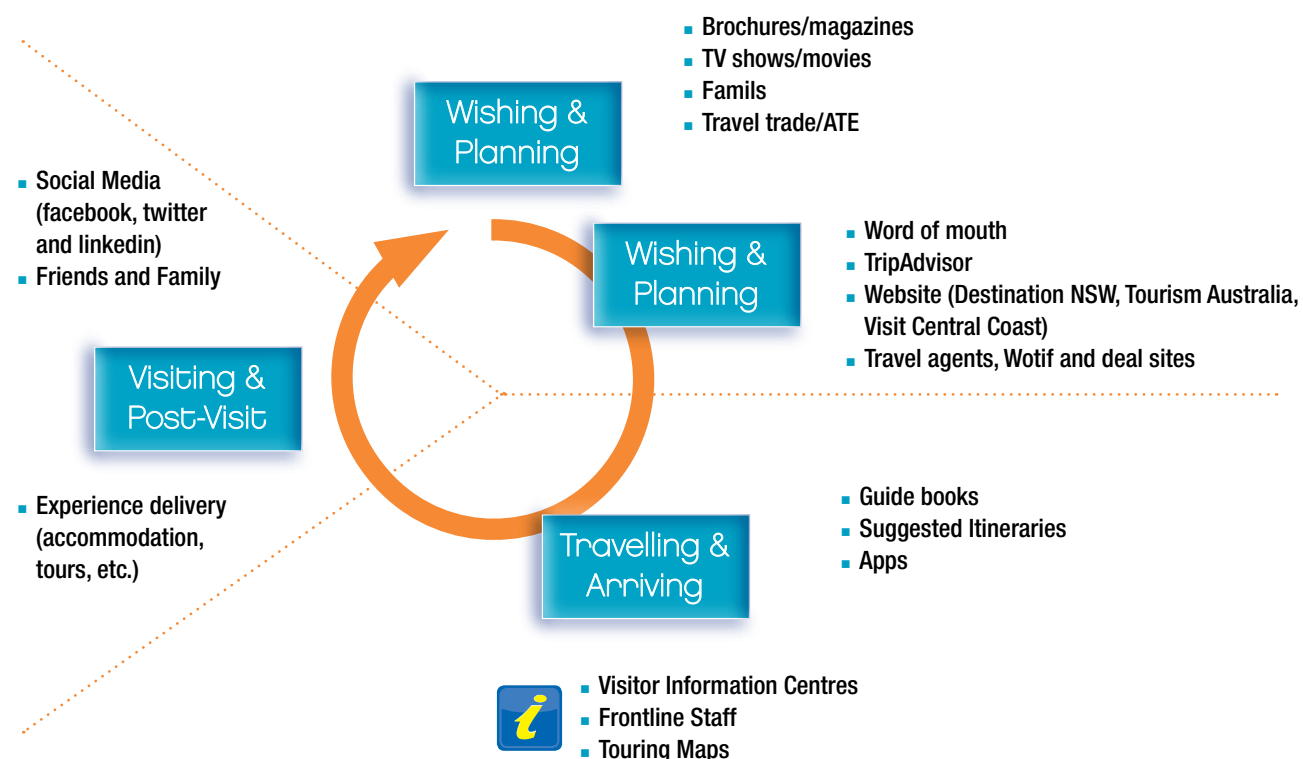 Brochures/magazines
TV shows/movies
Famils
Travel trade/ATE
Wishing &
Planning
Social Media
(facebook, twitter
and linkedin)
Friends and Family
Wishing &
Planning
Word of mouth
TripAdvisor
Website (Destination NSW, Tourism Australia,
Visit Central Coast)
Travel agents, Wotif and deal sites
Visiting &
Post-Visit
Experience delivery
(accommodation,
tours, etc.)
Travelling &
Arriving
Guide books
Suggested Itineraries
Apps
i
Visitor Information Centres
Frontline Staff
Touring Maps